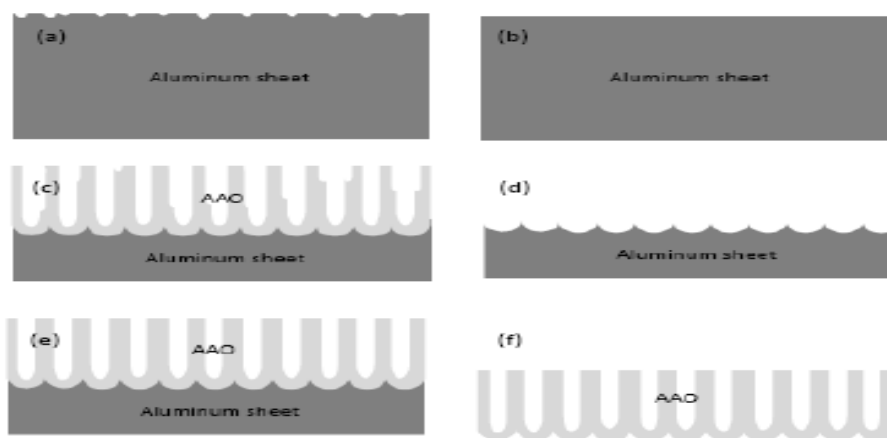 (a)
Aluminum sheet
(b)
Aluminum sheet
(c)
AAO
Aluminum sheet
(d)
Aluminum sheet
(e)
AAO
Aluminum sheet
(f)
AAO